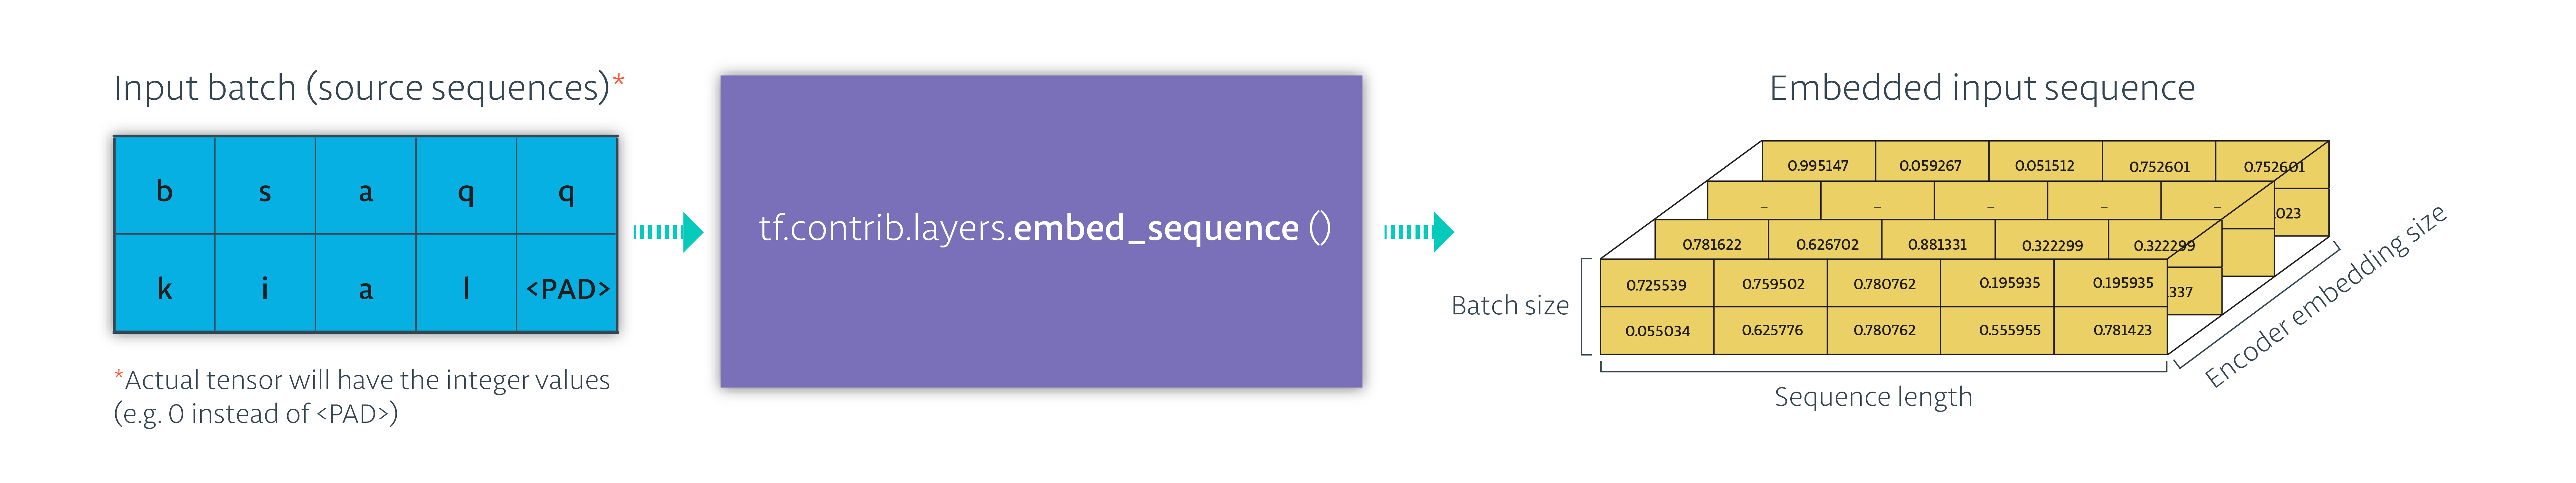 Input batch (source sequences)*
b s a q q
k i a l <PAD>
*Actual tensor will have the integer values
(e.g. 0 instead of <PAD>)
tf.contrib.layers.embed_sequence ()
Embedded input sequence
0.995147 0.059267 0.051512 0.752601 0.752601
– – – – –
023
0.781622 0.626702 0.881331 0.322299 0.322299
.337
0.725539 0.759502 0.780762 0.195935 0.195935
0.055034 0.625776 0.780762 0.555955 0.781423
Batch size
Sequence length
Encoder embedding size